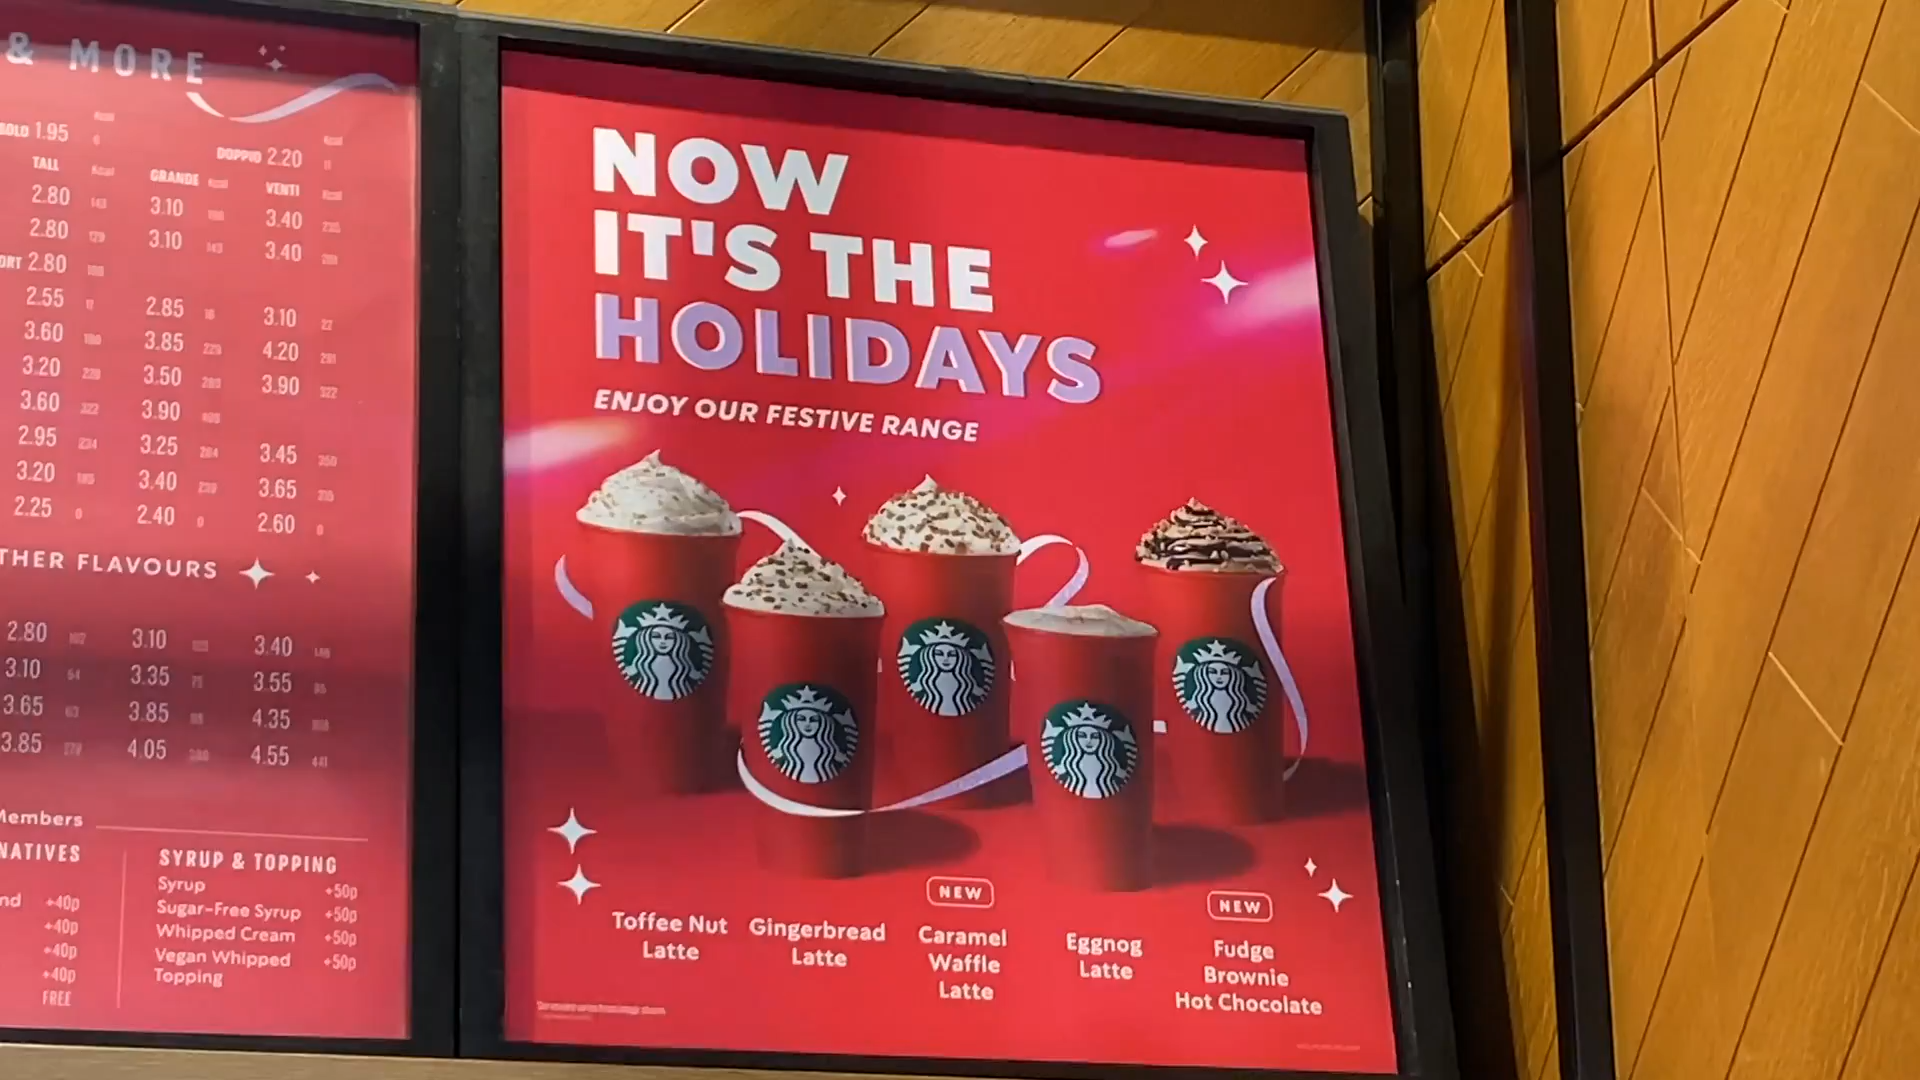 & MORE
SOLO 1.95
DOPPIO 2.20
TALL GRANDE VENTI
2.80 3.10 3.40
2.80 3.10 3.40
2.80
2.55 2.85 3.10
3.60 3.85 4.20
3.20 3.50 3.90
3.60 3.90
2.95 3.25 3.45
3.20 3.40 3.65
2.25 2.40 2.60
THER FLAVOURS
2.80 3.10 3.40
3.10 3.35 3.55
3.65 3.85 4.35
3.85 4.05 4.55
Members
NATIVES
nd +40p
+40p
+40p
+40p
FREE
SYRUP & TOPPING
Syrup +50p
Sugar-Free Syrup +50p
Whipped Cream +50p
Vegan Whipped +50p
Topping
NOW
IT'S THE
HOLIDAYS
ENJOY OUR FESTIVE RANGE
Toffee Nut
Latte
Gingerbread
Latte
NEW
Caramel
Waffle
Latte
Eggnog
Latte
NEW
Fudge
Brownie
Hot Chocolate